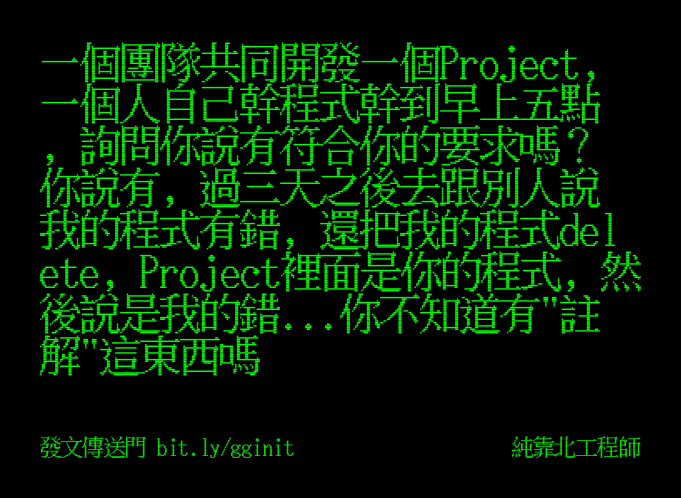 一個團隊共同開發一個Project,
一個人自己幹程式幹到早上五點
, 詢問你說有符合你的要求嗎？
你說有, 過三天之後去跟別人說
我的程式有錯, 還把我的程式del
ete, Project裡面是你的程式, 然
後說是我的錯...你不知道有"註
解"這東西嗎
發文傳送門 bit.ly/gginit
純靠北工程師